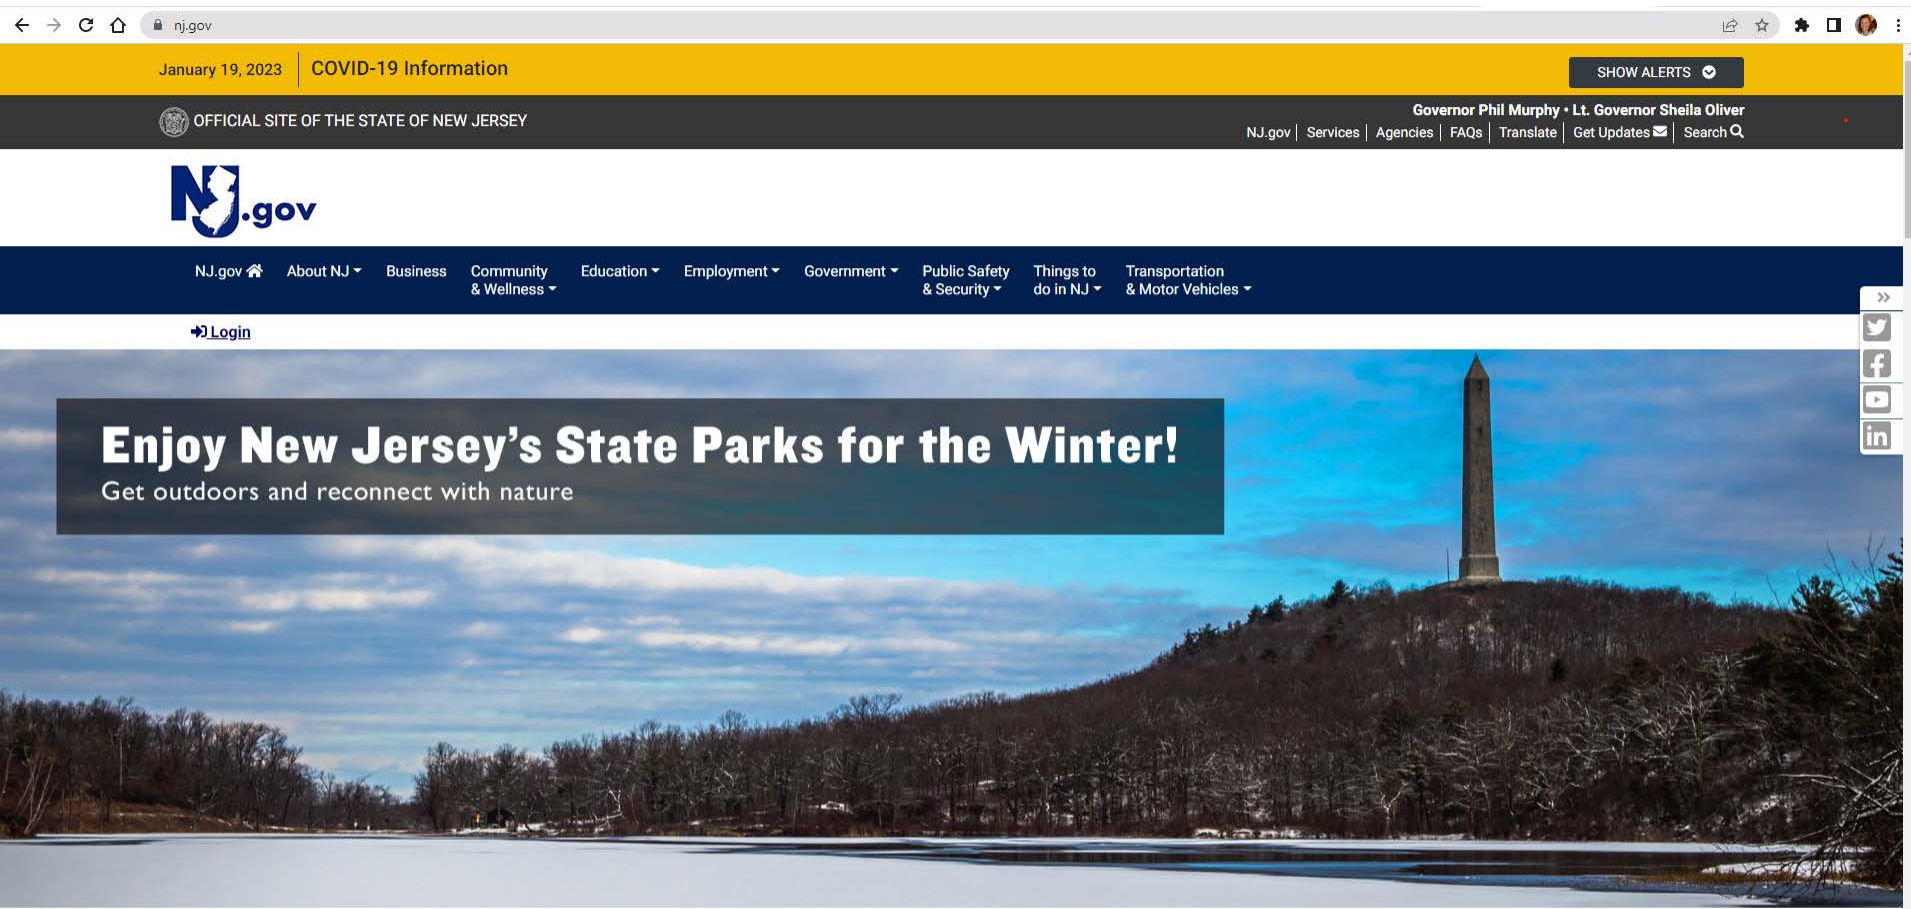 nj.gov
January 19, 2023
COVID-19 Information
SHOW ALERTS
OFFICIAL SITE OF THE STATE OF NEW JERSEY
Governor Phil Murphy • Lt. Governor Sheila Oliver
NJ.gov | Services | Agencies | FAQs | Translate | Get Updates | Search
NJ.gov
NJ.gov
About NJ
Business
Community
& Wellness
Education
Employment
Government
Public Safety
& Security
Things to
do in NJ
Transportation
& Motor Vehicles
Login
Enjoy New Jersey's State Parks for the Winter!
Get outdoors and reconnect with nature
in